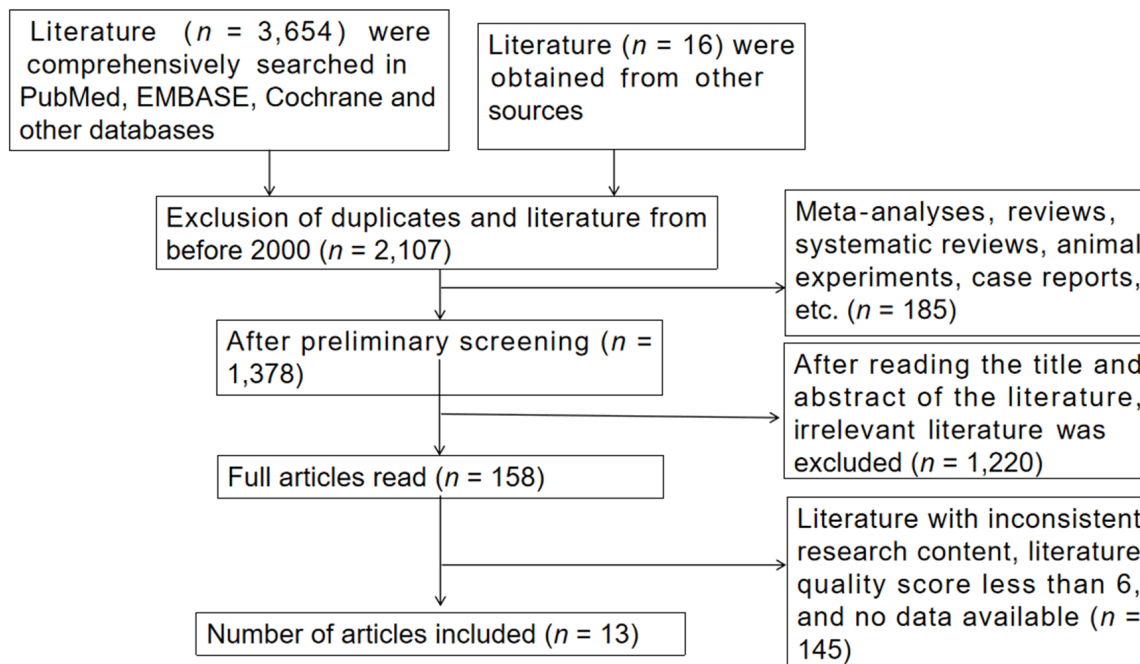 Literature (n = 3,654) were
comprehensively searched in
PubMed, EMBASE, Cochrane and
other databases
Literature (n = 16) were
obtained from other
sources
Exclusion of duplicates and literature from
before 2000 (n = 2,107)
Meta-analyses, reviews,
systematic reviews, animal
experiments, case reports,
etc. (n = 185)
After preliminary screening (n =
1,378)
After reading the title and
abstract of the literature,
irrelevant literature was
excluded (n = 1,220)
Full articles read (n = 158)
Literature with inconsistent
research content, literature
quality score less than 6,
and no data available (n =
145)
Number of articles included (n = 13)